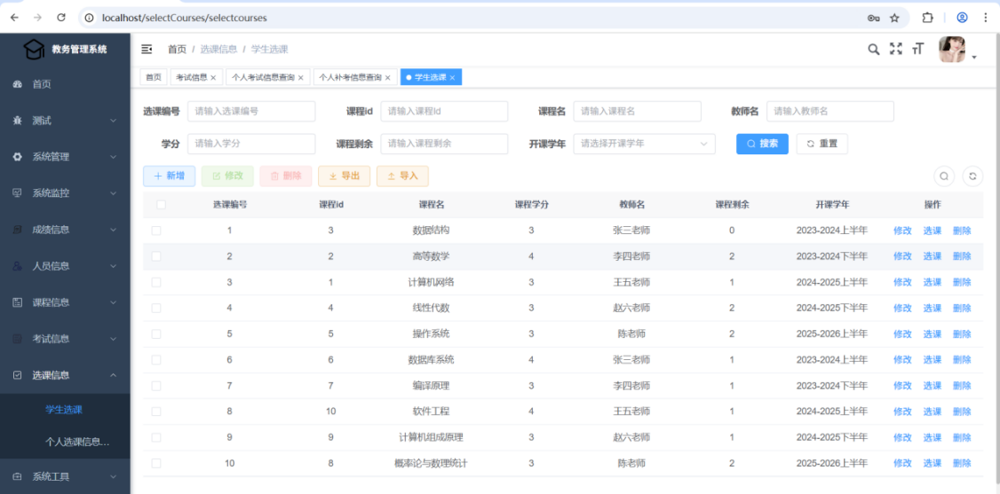 localhost/selectCourses/selectcourses
教务管理系统
首页 / 选课信息 / 学生选课
首页 考试信息 × 个人考试信息查询 × 个人补考信息查询 × 学生选课 ×
首页
测试
系统管理
系统监控
成绩信息
人员信息
课程信息
考试信息
选课信息
学生选课
个人选课信息...
系统工具
选课编号 请输入选课编号 课程id 请输入课程Id 课程名 请输入课程名 教师名 请输入教师名
学分 请输入学分 课程剩余 请输入课程剩余 开课学年 请选择开课学年 搜索 重置
+ 新增 修改 删除 导出 导入
选课编号 课程id 课程名 课程学分 教师名 课程剩余 开课学年 操作
1 3 数据结构 3 张三老师 0 2023-2024上半年 修改 选课 删除
2 2 高等数学 4 李四老师 2 2023-2024下半年 修改 选课 删除
3 1 计算机网络 3 王五老师 1 2024-2025上半年 修改 选课 删除
4 4 线性代数 3 赵六老师 2 2024-2025下半年 修改 选课 删除
5 5 操作系统 3 陈老师 2 2025-2026上半年 修改 选课 删除
6 6 数据库系统 4 张三老师 1 2023-2024上半年 修改 选课 删除
7 7 编译原理 3 李四老师 1 2023-2024下半年 修改 选课 删除
8 10 软件工程 4 王五老师 1 2024-2025上半年 修改 选课 删除
9 9 计算机组成原理 3 赵六老师 1 2024-2025下半年 修改 选课 删除
10 8 概率论与数理统计 3 陈老师 2 2025-2026上半年 修改 选课 删除